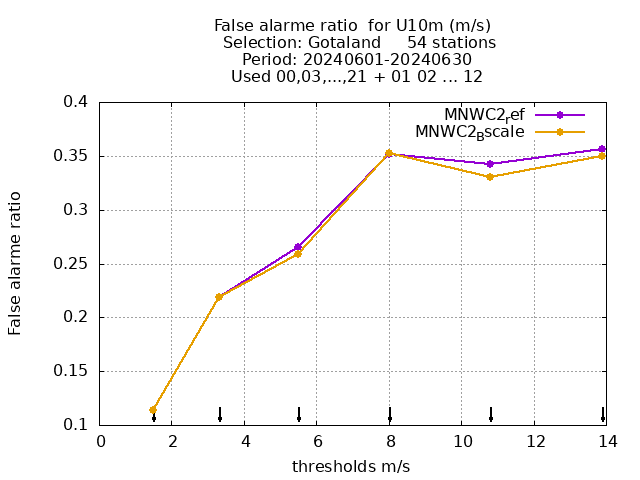 False alarme ratio  for U10m (m/s)
Selection: Gotaland     54 stations
Period: 20240601-20240630
Used 00,03,...,21 + 01 02 ... 12
MNWC2_ref
MNWC2_Bscale
0.4
0.35
0.3
0.25
0.2
0.15
0.1
False alarme ratio
0 2 4 6 8 10 12 14
thresholds m/s